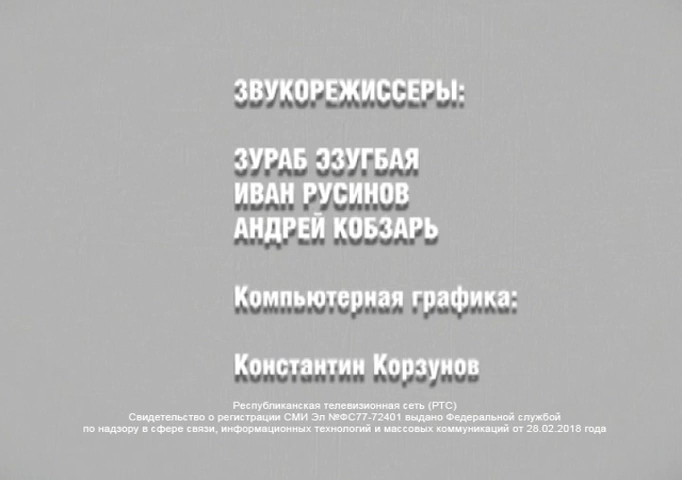 ЗВУКОРЕЖИССЕРЫ:
ЗУРАБ ЭЗУГБАЯ
ИВАН РУСИНОВ
АНДРЕЙ КОБЗАРЬ
Компьютерная графика:
Константин Корзунов
Республиканская телевизионная сеть (РТС)
Свидетельство о регистрации СМИ Эл №ФС77-72401 выдано Федеральной службой
по надзору в сфере связи, информационных технологий и массовых коммуникаций от 28.02.2018 года